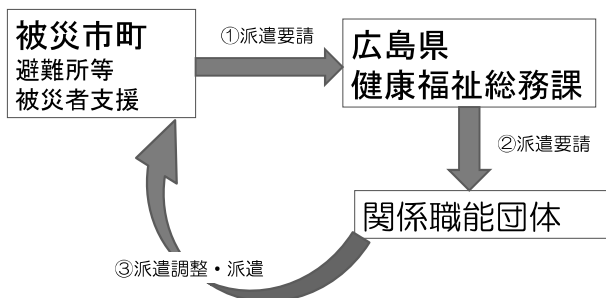 被災市町
避難所等
被災者支援
①派遣要請
広島県
健康福祉総務課
②派遣要請
関係職能団体
③派遣調整・派遣